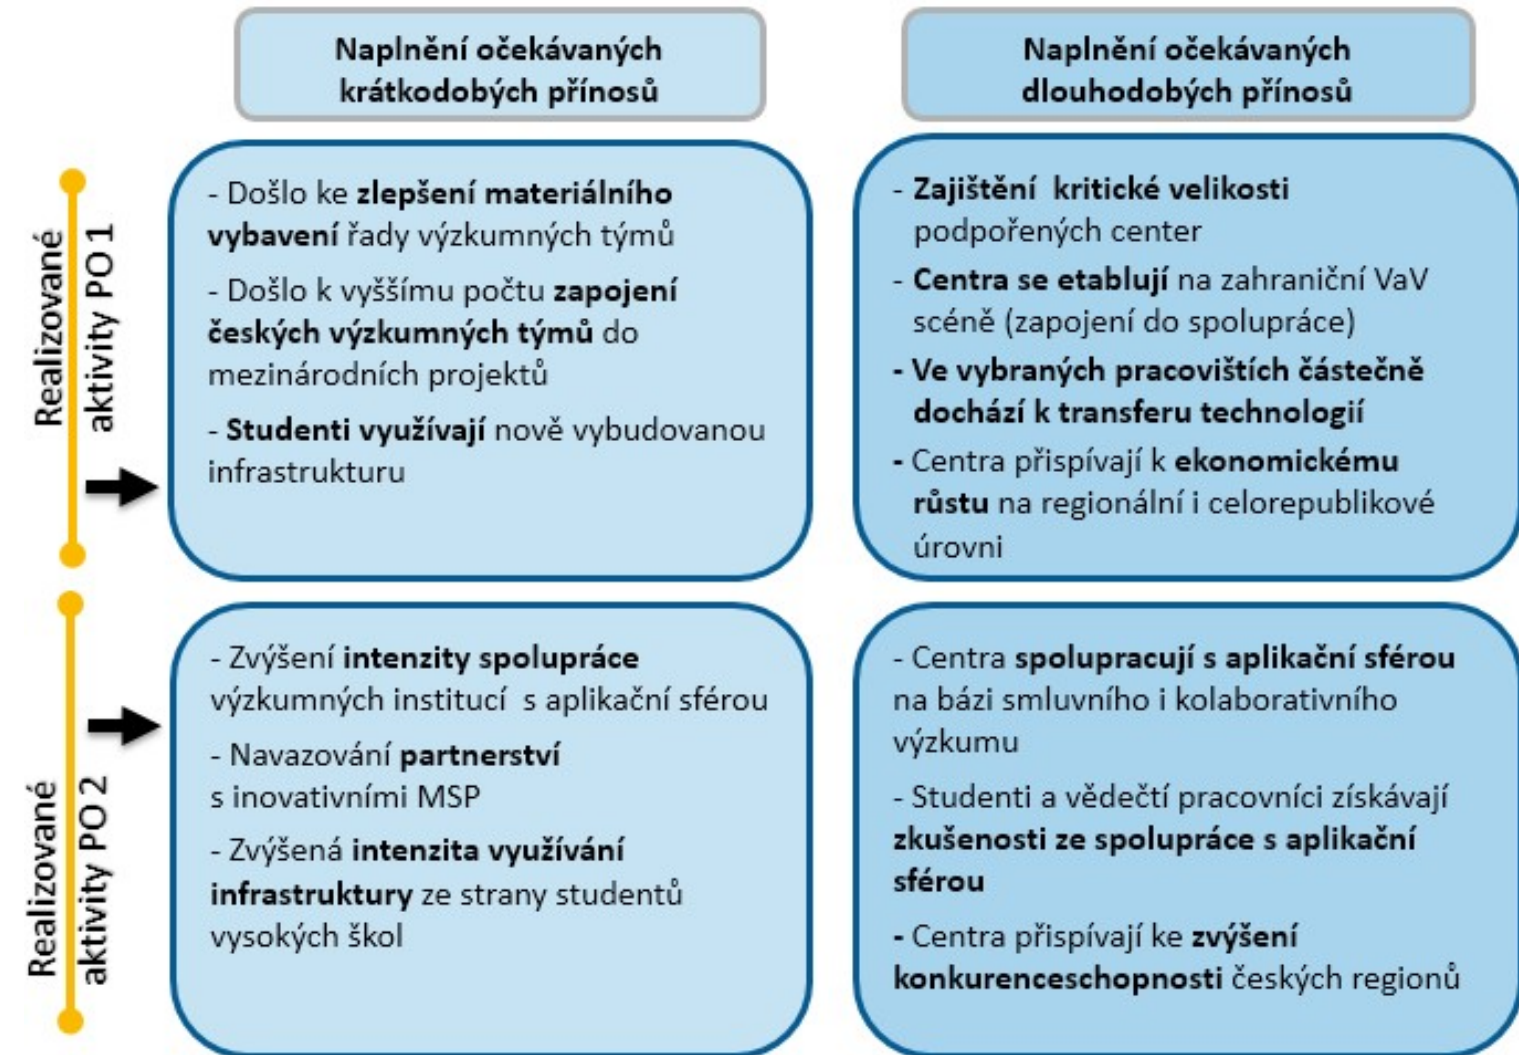 Naplnění očekávaných
krátkodobých přínosů
Naplnění očekávaných
dlouhodobých přínosů
Realizované
aktivity PO 1
- Došlo ke zlepšení materiálního
vybavení řady výzkumných týmů
- Došlo k vyššímu počtu zapojení
českých výzkumných týmů do
mezinárodních projektů
- Studenti využívají nově vybudovanou
infrastrukturu
- Zajištění kritické velikosti
podpořených center
- Centra se etablují na zahraniční VaV
scéně (zapojení do spolupráce)
- Ve vybraných pracovištích částečně
dochází k transferu technologií
- Centra přispívají k ekonomickému
růstu na regionální i celorepublikové
úrovni
Realizované
aktivity PO 2
- Zvýšení intenzity spolupráce
výzkumných institucí s aplikační sférou
- Navazování partnerství
s inovativními MSP
- Zvýšená intenzita využívání
infrastruktury ze strany studentů
vysokých škol
- Centra spolupracují s aplikační sférou
na bázi smluvního i kolaborativního
výzkumu
- Studenti a vědečtí pracovníci získávají
zkušenosti ze spolupráce s aplikační
sférou
- Centra přispívají ke zvýšení
konkurenceschopnosti českých regionů